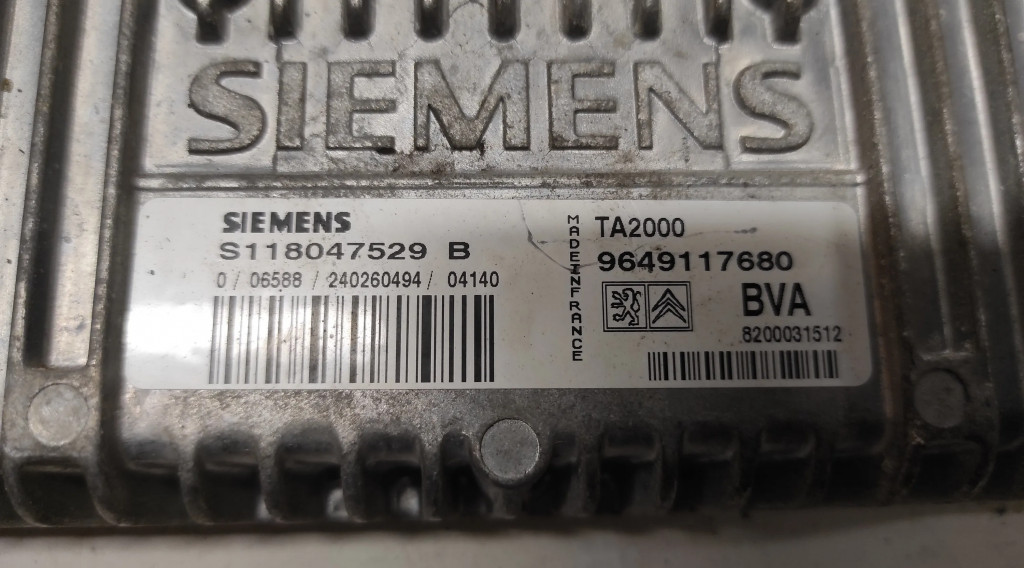 SIEMENS
SIEMENS
S118047529 B
0 / 06588 / 240260494 / 04140
MADE IN FRANCE
TA2000
9649117680
BVA
8200031512